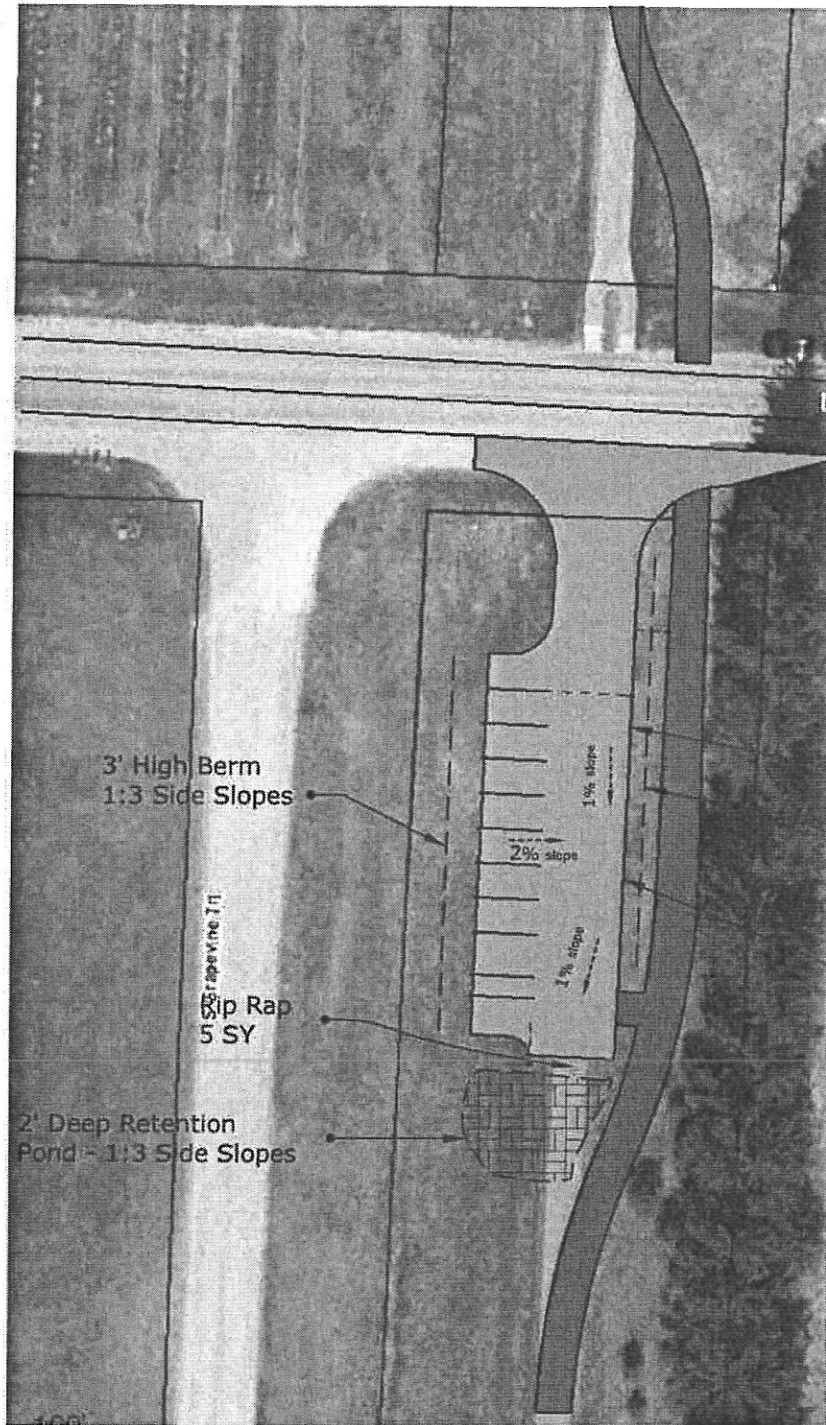 3' High Berm
1:3 Side Slopes
1% slope
2% slope
S Grapevine Trl
1% slope
Rip Rap
5 SY
2' Deep Retention
Pond - 1:3 Side Slopes